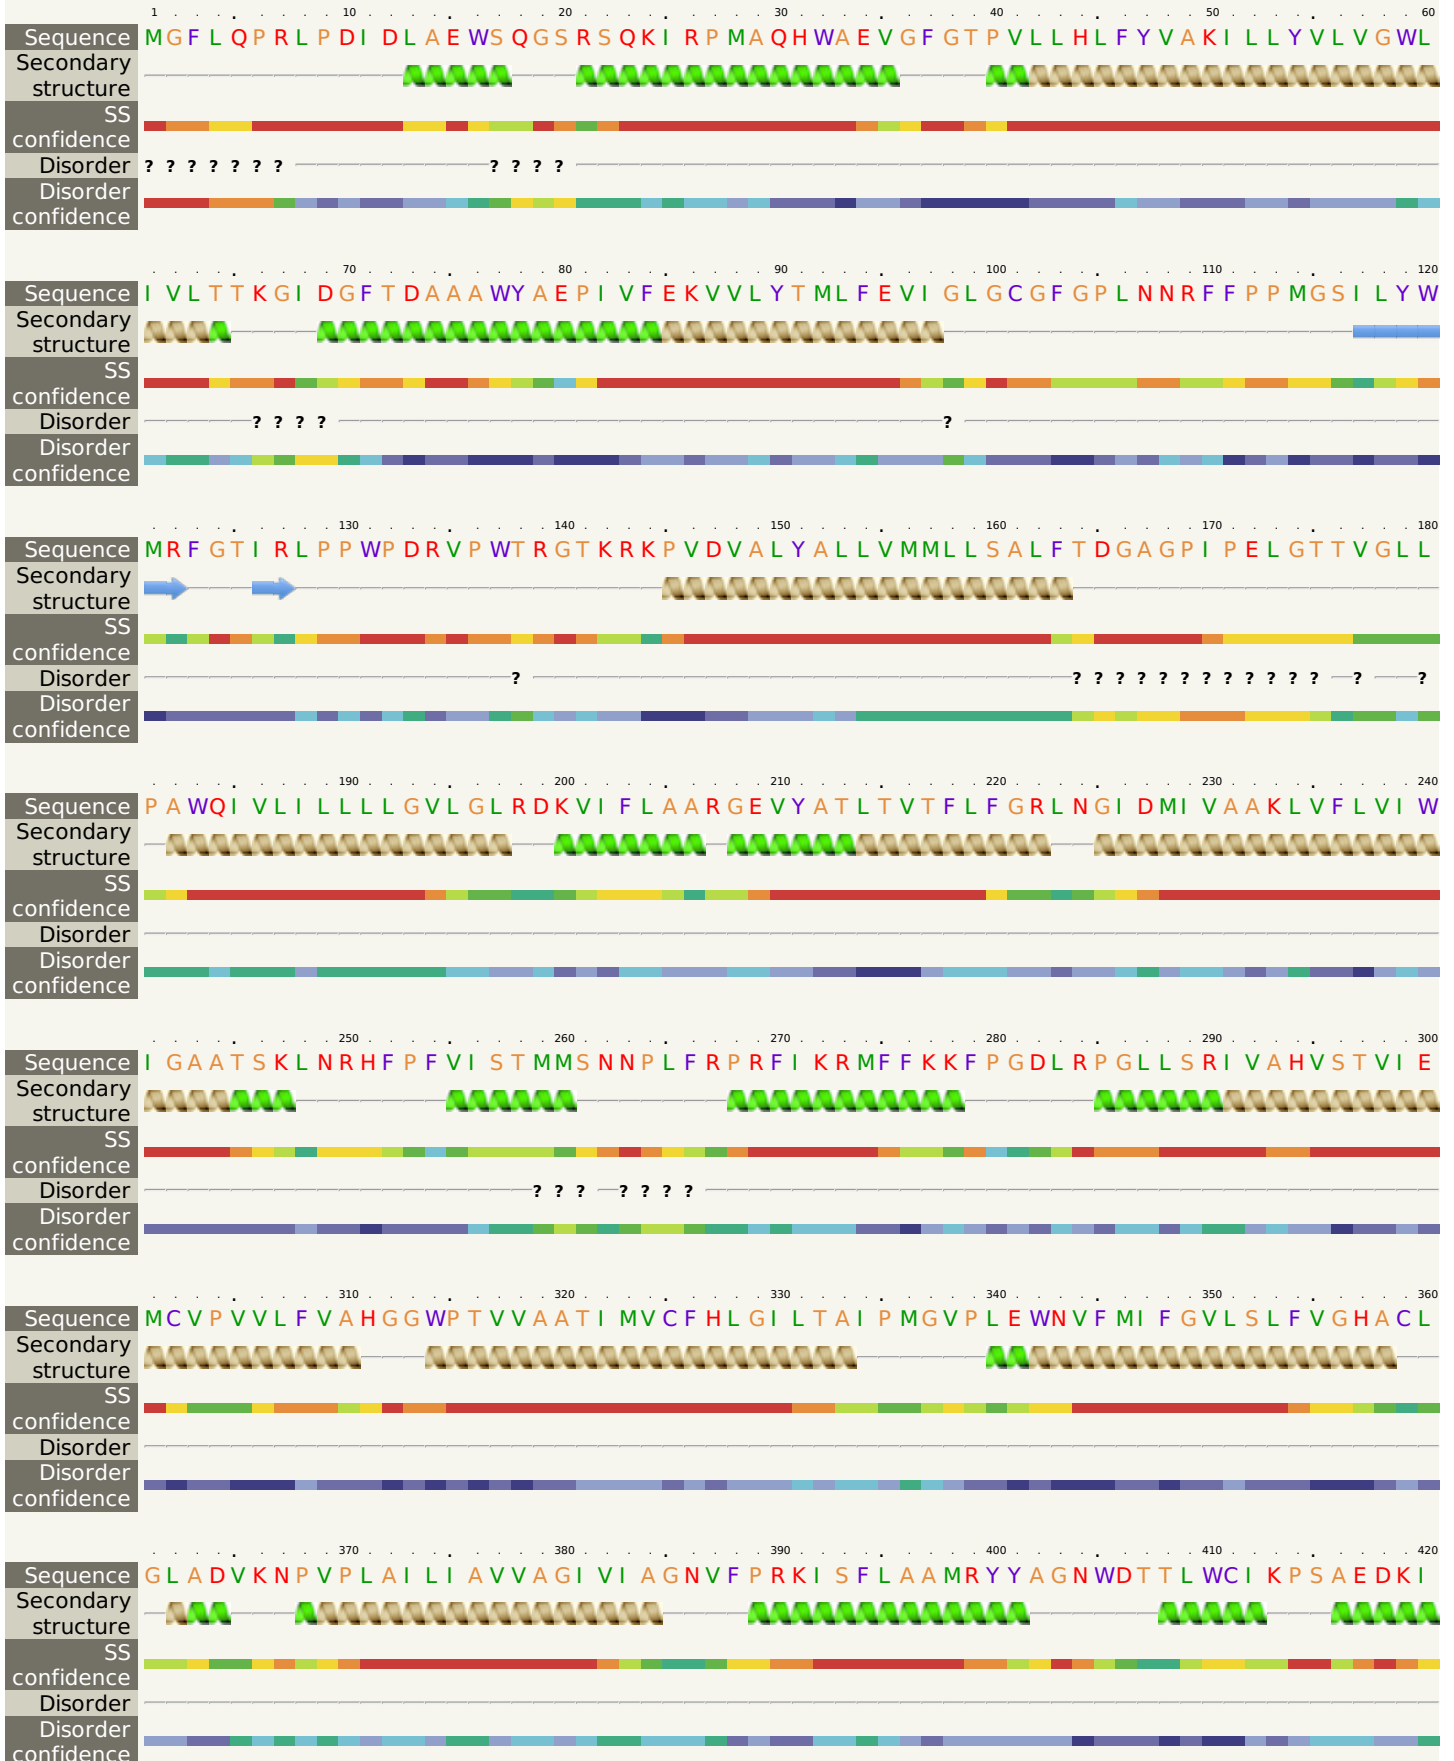 1 10 20 30 40 50 60
Sequence MGFLQPRLPDIDLAEWSQGSRSQKIRPMAQHWAEVGFGTPVLLHLFYVAKILLYVLVGWL
Secondary
structure
SS
confidence
Disorder ? ? ? ? ? ? ? ? ? ? ?
Disorder
confidence
70 80 90 100 110 120
Sequence IVLTTKGIDGFTDAAAWYAEPIVFEKVVLYTMLFEVIGLGCGFGPLNNRFFPPMGSILYW
Secondary
structure
SS
confidence
Disorder ? ? ? ? ?
Disorder
confidence
130 140 150 160 170 180
Sequence MRFGTIRLPPWPDRVPWTRGTKRKPVDVALYALLVMMLLSALFTDGAGPIPELGTTVGLL
Secondary
structure
SS
confidence
Disorder ? ? ? ? ? ? ? ? ? ? ? ? ? ? ?
Disorder
confidence
190 200 210 220 230 240
Sequence PAWQIVLILLLLGVLGLRDKVIFLAARGEVYATLTVTFLFGRLNGIDMIVAAKLVFLVIW
Secondary
structure
SS
confidence
Disorder
Disorder
confidence
250 260 270 280 290 300
Sequence IGAATSKLNRHFPFVISTMMSNNPLFRPRFIKRMFFKKFPGDLRPGLLSRIVAHVSTVIE
Secondary
structure
SS
confidence
Disorder ? ? ? ? ? ? ?
Disorder
confidence
310 320 330 340 350 360
Sequence MCVPVVLFVAHGGWPTVVAATIMVCFHLGILTAIPMGVPLEWNVFMIFGVLSLFVGHACL
Secondary
structure
SS
confidence
Disorder
Disorder
confidence
370 380 390 400 410 420
Sequence GLADVKNPVPLAILIAVVAGIVIAGNVFPRKISFLAAMRYYAGNWDTTLWCIKPSAEDKI
Secondary
structure
SS
confidence
Disorder
Disorder
confidence